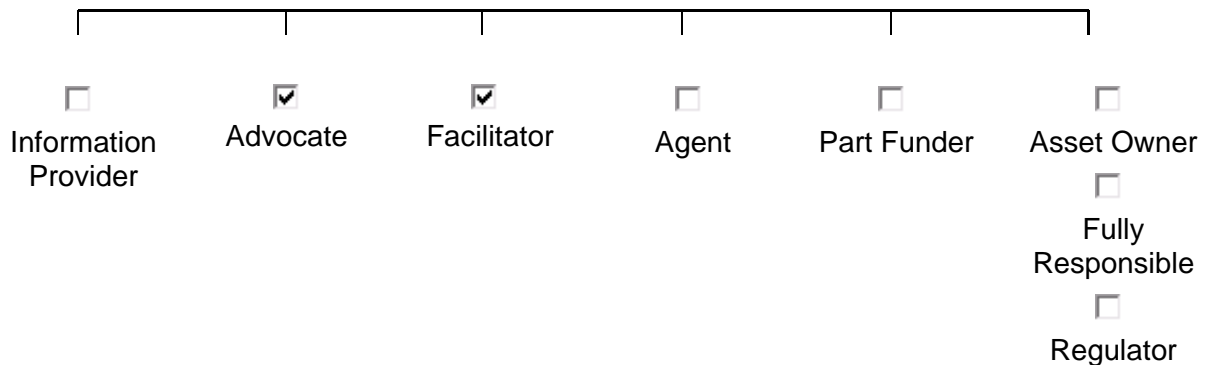 Information
Provider
Advocate
Facilitator
Agent
Part Funder
Asset Owner
Fully
Responsible
Regulator